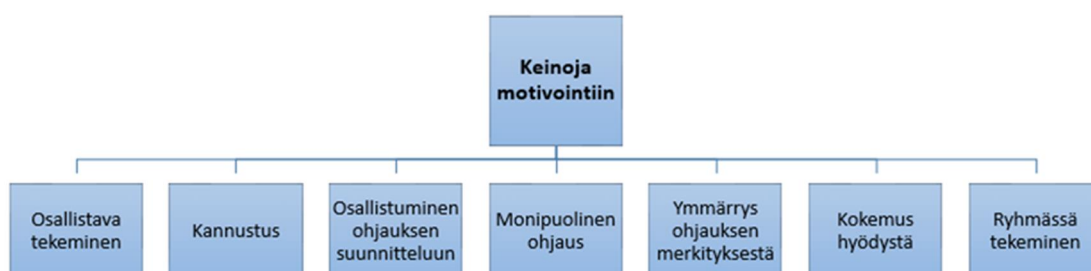 Keinoja
motivointiin
Osallistava
tekeminen
Kannustus
Osallistuminen
ohjauksen
suunnitteluun
Monipuolinen
ohjaus
Ymmärrys
ohjauksen
merkityksestä
Kokemus
hyödystä
Ryhmässä
tekeminen